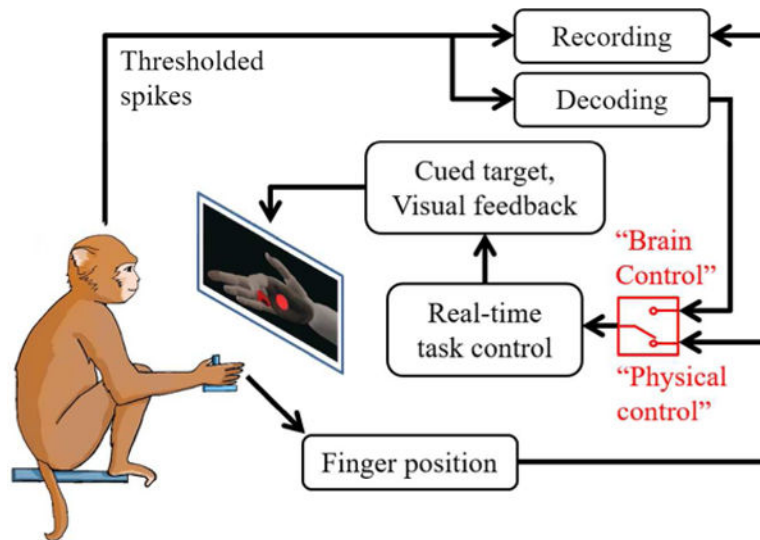 Recording
Thresholded
spikes
Decoding
Cued target,
Visual feedback
“Brain
Control”
Real-time
task control
“Physical
control”
Finger position